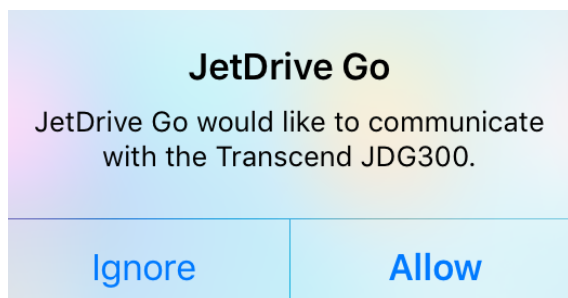 JetDrive Go
JetDrive Go would like to communicate
with the Transcend JDG300.
Ignore
Allow